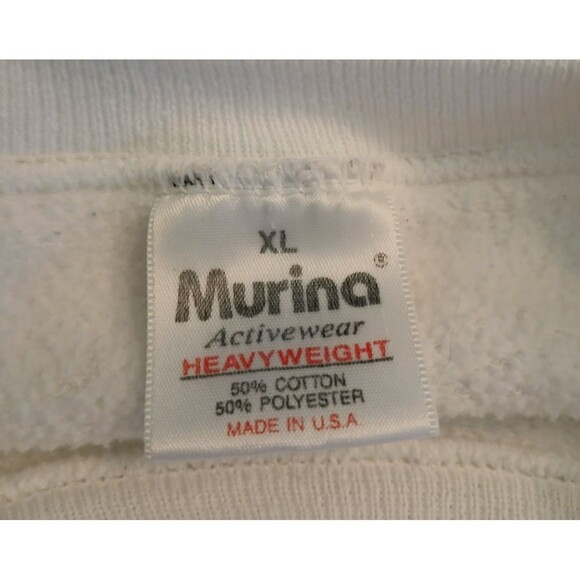 XL
Murina®
Activewear
HEAVYWEIGHT
50% COTTON
50% POLYESTER
MADE IN U.S.A.